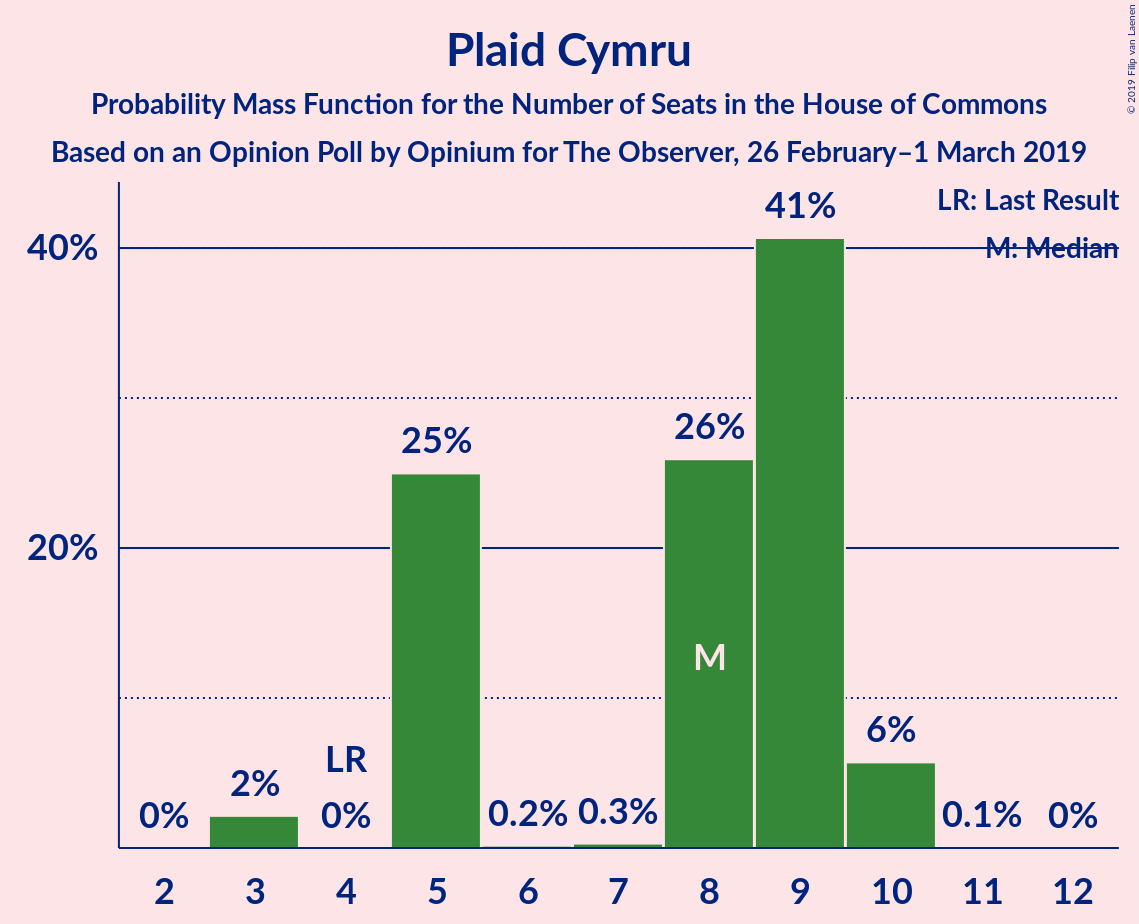 Plaid Cymru
Probability Mass Function for the Number of Seats in the House of Commons
Based on an Opinion Poll by Opinium for The Observer, 26 February–1 March 2019
© 2019 Filip van Laenen
LR: Last Result
M: Median
40%
20%
0%
2%
LR
0%
25%
0.2%
0.3%
26%
M
41%
6%
0.1%
0%
2 3 4 5 6 7 8 9 10 11 12